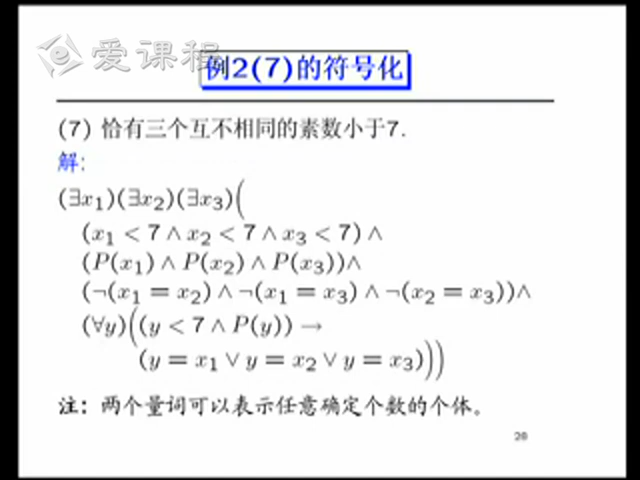 爱课程
例2(7)的符号化
(7) 恰有三个互不相同的素数小于7.
解:
(∃x₁)(∃x₂)(∃x₃)(
(x₁ < 7 ∧ x₂ < 7 ∧ x₃ < 7) ∧
(P(x₁) ∧ P(x₂) ∧ P(x₃))∧
(¬(x₁ = x₂) ∧ ¬(x₁ = x₃) ∧ ¬(x₂ = x₃))∧
(∀y)((y < 7 ∧ P(y)) →
(y = x₁ ∨ y = x₂ ∨ y = x₃)))
注: 两个量词可以表示任意确定个数的个体。
28